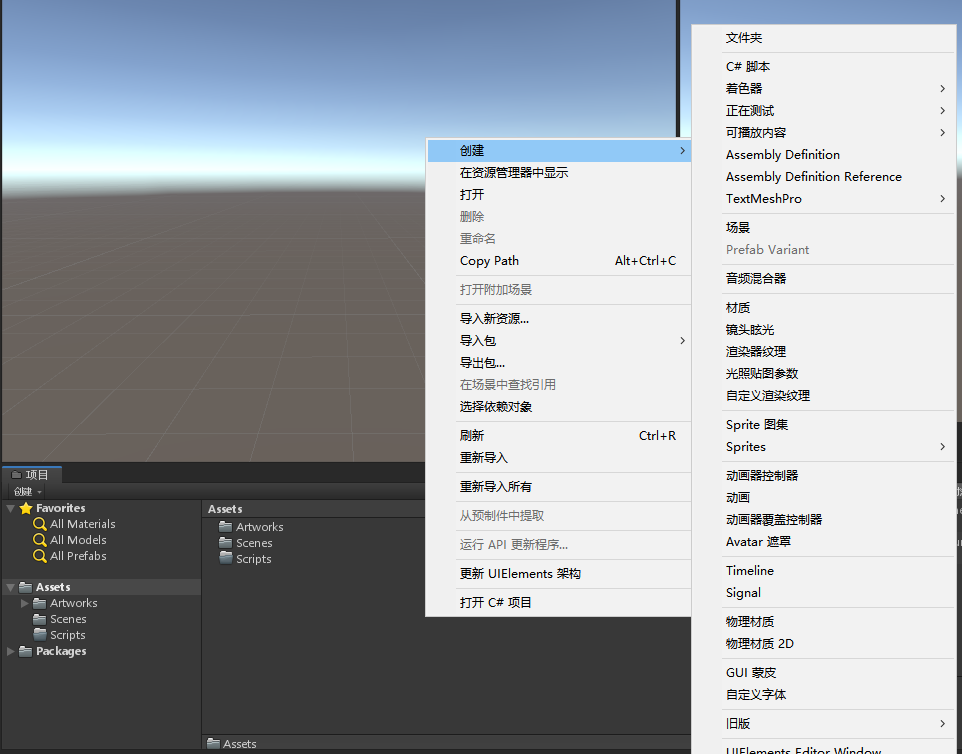 创建
在资源管理器中显示
打开
删除
重命名
Copy Path Alt+Ctrl+C
打开附加场景
导入新资源...
导入包
导出包...
在场景中查找引用
选择依赖对象
刷新 Ctrl+R
重新导入
重新导入所有
从预制件中提取
运行 API 更新程序...
更新 UIElements 架构
打开 C# 项目
文件夹
C# 脚本
着色器
正在测试
可播放内容
Assembly Definition
Assembly Definition Reference
TextMeshPro
场景
Prefab Variant
音频混合器
材质
镜头炫光
渲染器纹理
光照贴图参数
自定义渲染纹理
Sprite 图集
Sprites
动画器控制器
动画
动画器覆盖控制器
Avatar 遮罩
Timeline
Signal
物理材质
物理材质 2D
GUI 蒙皮
自定义字体
旧版
UIElements Editor Window
项目
创建
Favorites
All Materials
All Models
All Prefabs
Assets
Artworks
Scenes
Scripts
Packages
Assets
Artworks
Scenes
Scripts
Assets